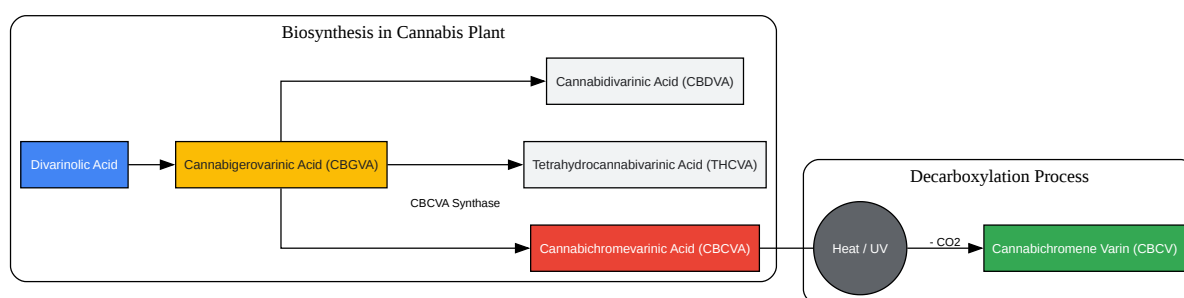 Biosynthesis in Cannabis Plant
Cannabidivarinic Acid (CBDVA)
Divarinolic Acid
Cannabigerovarinic Acid (CBGVA)
Tetrahydrocannabivarinic Acid (THCVA)
CBCVA Synthase
Cannabichromevarinic Acid (CBCVA)
Decarboxylation Process
Heat / UV
- CO2
Cannabichromene Varin (CBCV)